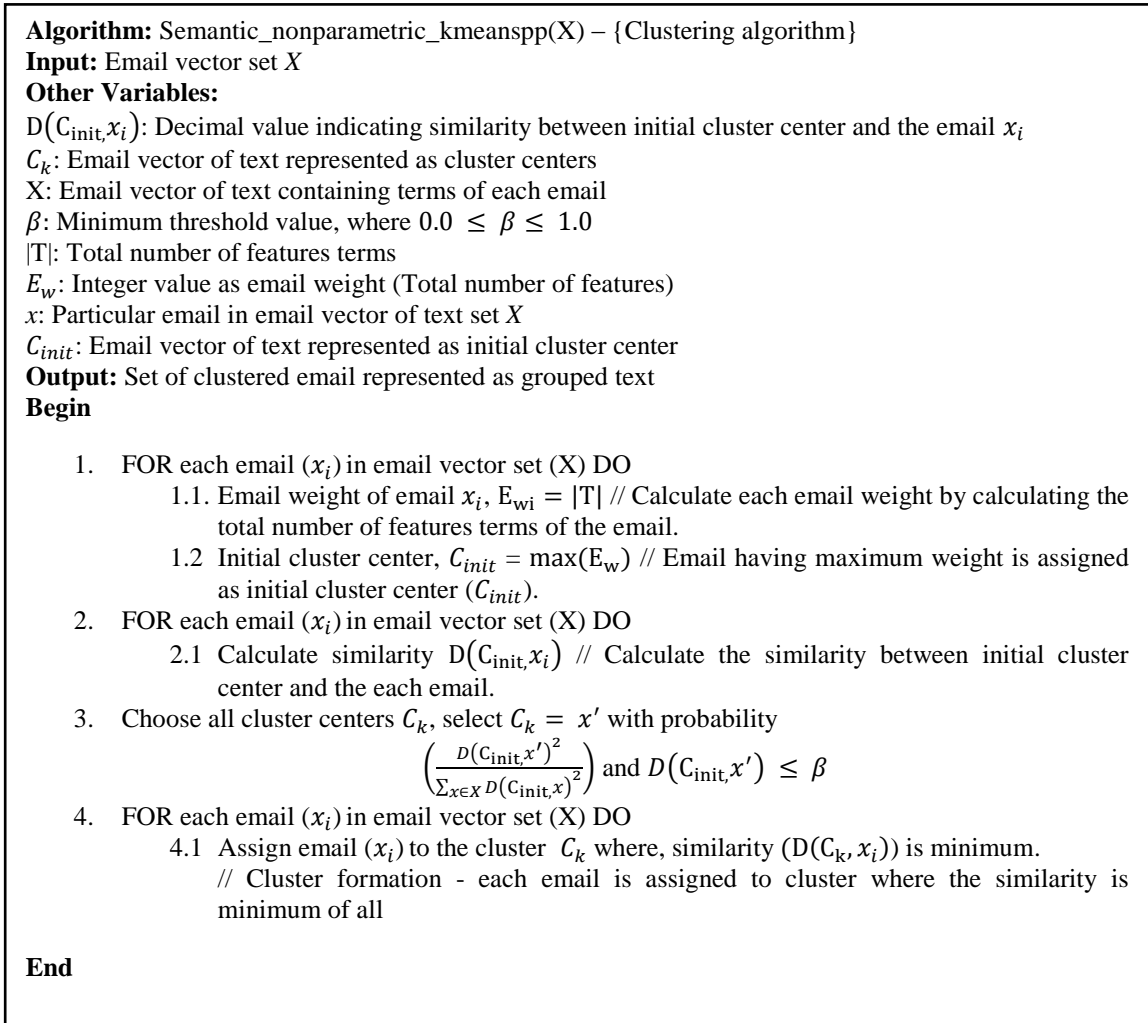 Algorithm: Semantic_nonparametric_kmeanspp(X) – {Clustering algorithm}
Input: Email vector set X
Other Variables:
D(C_init,x_i): Decimal value indicating similarity between initial cluster center and the email x_i
C_k: Email vector of text represented as cluster centers
X: Email vector of text containing terms of each email
β: Minimum threshold value, where 0.0 ≤ β ≤ 1.0
|T|: Total number of features terms
E_w: Integer value as email weight (Total number of features)
x: Particular email in email vector of text set X
C_init: Email vector of text represented as initial cluster center
Output: Set of clustered email represented as grouped text
Begin
1. FOR each email (x_i) in email vector set (X) DO
1.1. Email weight of email x_i, E_wi = |T| // Calculate each email weight by calculating the
total number of features terms of the email.
1.2 Initial cluster center, C_init = max(E_w) // Email having maximum weight is assigned
as initial cluster center (C_init).
2. FOR each email (x_i) in email vector set (X) DO
2.1 Calculate similarity D(C_init,x_i) // Calculate the similarity between initial cluster
center and the each email.
3. Choose all cluster centers C_k, select C_k = x′ with probability
(D(C_init,x′)² / ∑_x∈X D(C_init,x)²) and D(C_init,x′) ≤ β
4. FOR each email (x_i) in email vector set (X) DO
4.1 Assign email (x_i) to the cluster C_k where, similarity (D(C_k, x_i)) is minimum.
// Cluster formation - each email is assigned to cluster where the similarity is
minimum of all
End